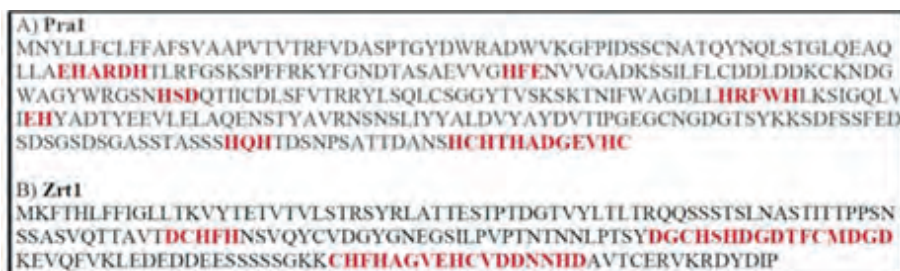 A) Pra1
MNYLLFCLFFAFSVAAPVTVTRFVDASPTGYDWRADWVKGFPIDSSCNATQYNQLSTGLQEAQ
LLAEHARDHTLRFGSKSPFFRKYFGNDTASAEVVGHFENVVGADKSSILFLCDDLDDKCKNDG
WAGYWRGSNHSDQTIICDLSFVTRRYLSQLCSGGYTVSKSKTNIFWAGDLLHRFWHLKSIGQLV
IEHYADTYEEVLELAQENSTYAVRNSNSLIYYALDVYAYDVTIPGEGCNGDGTSYKKSDFSSFED
SDSGSDSGASSTASSSHQHTDSNPSATTDANSHCHTHADGEVHC
B) Zrt1
MKFTHLFFIGLLTKVYTETVTVLSTRSYRLATTESTPTDGTVYLTLTRQQSSSTSLNASTITTPPSN
SSASVQTTAVTDCHFHNSVQYCVDGYGNEGSILPVPTNTNNLPTSYDGCHSHDGDTFCMDGD
KEVQFVKLEDEDDEESSSSSGKKCHFHAGVEHCVDDNNHDAVTCERVKRDYDIP